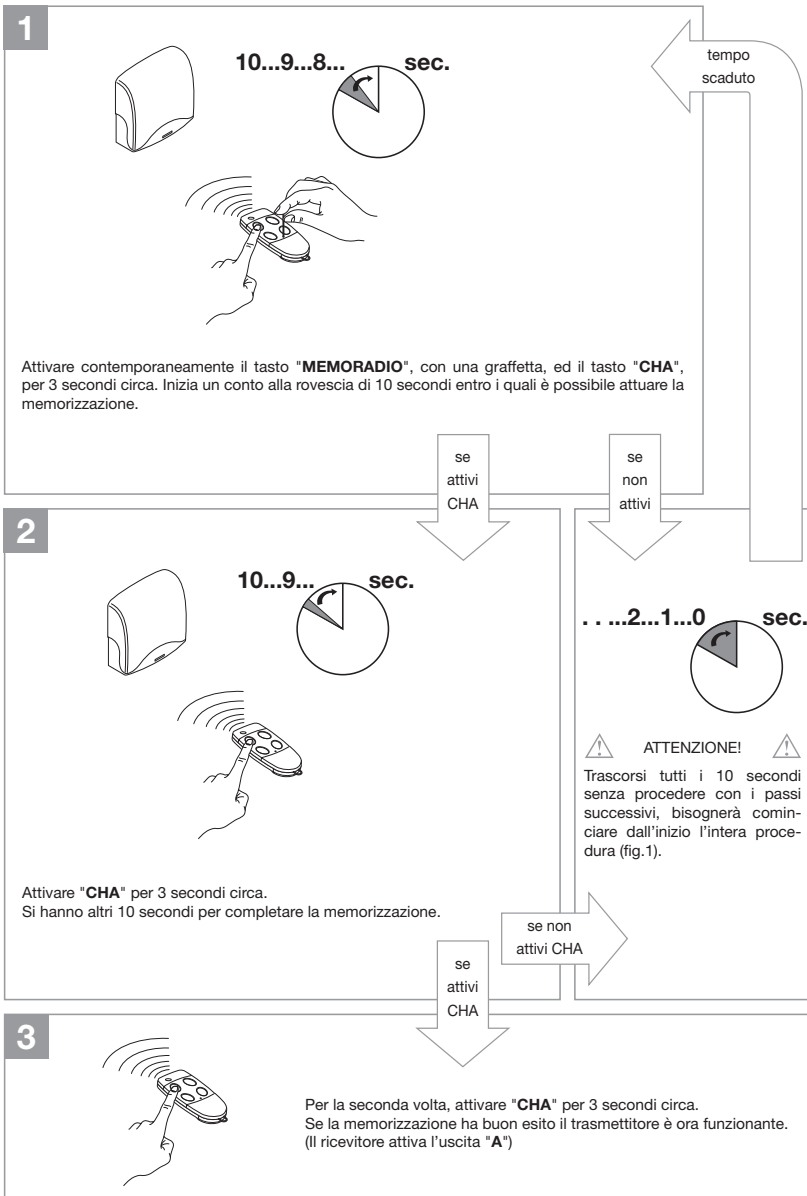 1
10...9...8... sec.
tempo
scaduto
Attivare contemporaneamente il tasto "MEMORADIO", con una graffetta, ed il tasto "CHA",
per 3 secondi circa. Inizia un conto alla rovescia di 10 secondi entro i quali è possibile attuare la
memorizzazione.
se
attivi
CHA
se
non
attivi
2
10...9... sec.
. . ...2...1...0 sec.
ATTENZIONE!
Trascorsi tutti i 10 secondi
senza procedere con i passi
successivi, bisognerà comin-
ciare dall'inizio l'intera proce-
dura (fig.1).
Attivare "CHA" per 3 secondi circa.
Si hanno altri 10 secondi per completare la memorizzazione.
se non
attivi CHA
se
attivi
CHA
3
Per la seconda volta, attivare "CHA" per 3 secondi circa.
Se la memorizzazione ha buon esito il trasmettitore è ora funzionante.
(Il ricevitore attiva l'uscita "A")